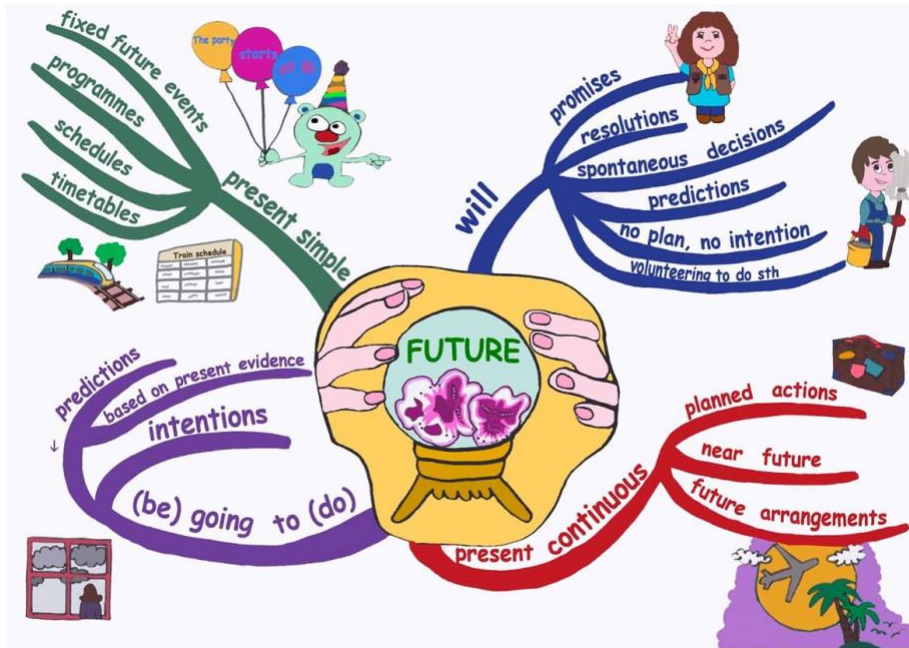 fixed future events
programmes
schedules
timetables
present simple
The party
starts
at 8!
Train schedule
will
promises
resolutions
spontaneous decisions
predictions
no plan, no intention
volunteering to do sth
FUTURE
predictions
based on present evidence
intentions
(be) going to (do)
present continuous
planned actions
near future
future arrangements